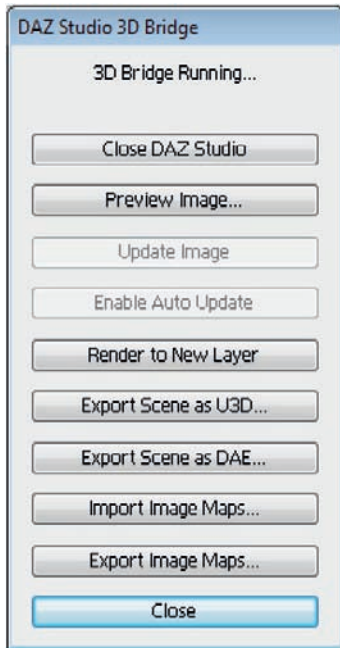 DAZ Studio 3D Bridge
3D Bridge Running...
Close DAZ Studio
Preview Image...
Update Image
Enable Auto Update
Render to New Layer
Export Scene as U3D...
Export Scene as DAE...
Import Image Maps...
Export Image Maps...
Close